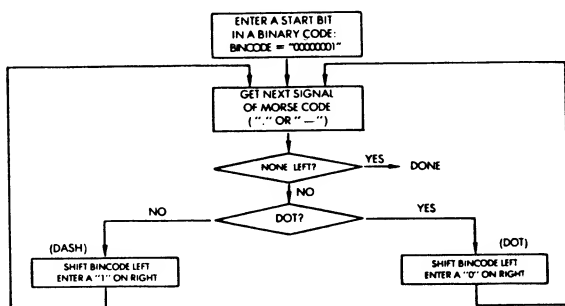 ENTER A START BIT
IN A BINARY CODE:
BINCODE = "00000001"
GET NEXT SIGNAL
OF MORSE CODE
("." OR "—")
NONE LEFT?
YES
DONE
NO
DOT?
NO
YES
(DASH)
(DOT)
SHIFT BINCODE LEFT
ENTER A "1" ON RIGHT
SHIFT BINCODE LEFT
ENTER A "0" ON RIGHT